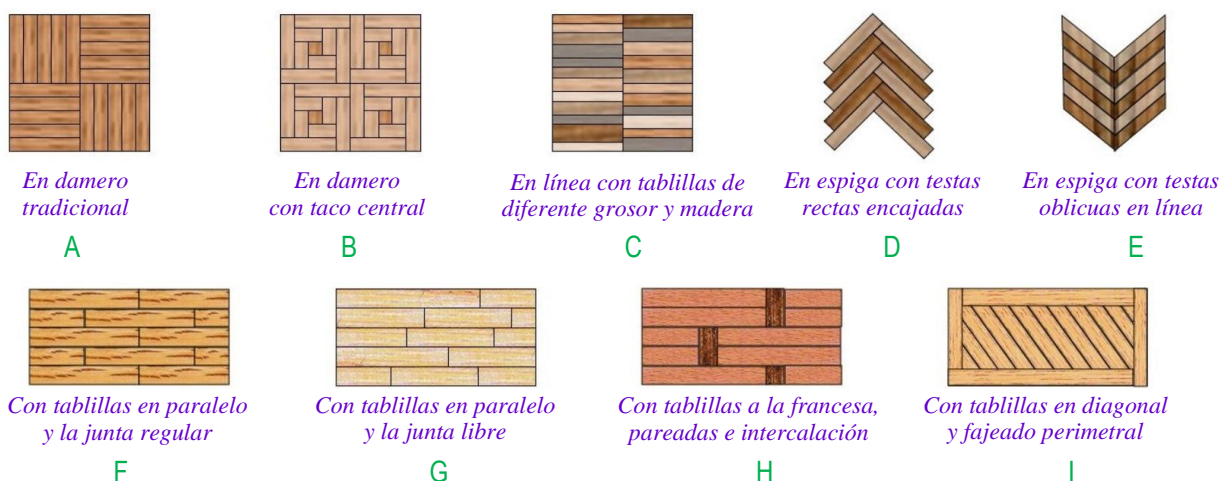 En damero
tradicional
A
En damero
con taco central
B
En línea con tablillas de
diferente grosor y madera
C
En espiga con testas
rectas encajadas
D
En espiga con testas
oblicuas en línea
E
Con tablillas en paralelo
y la junta regular
F
Con tablillas en paralelo
y la junta libre
G
Con tablillas a la francesa,
pareadas e intercalación
H
Con tablillas en diagonal
y fajeado perimetral
I